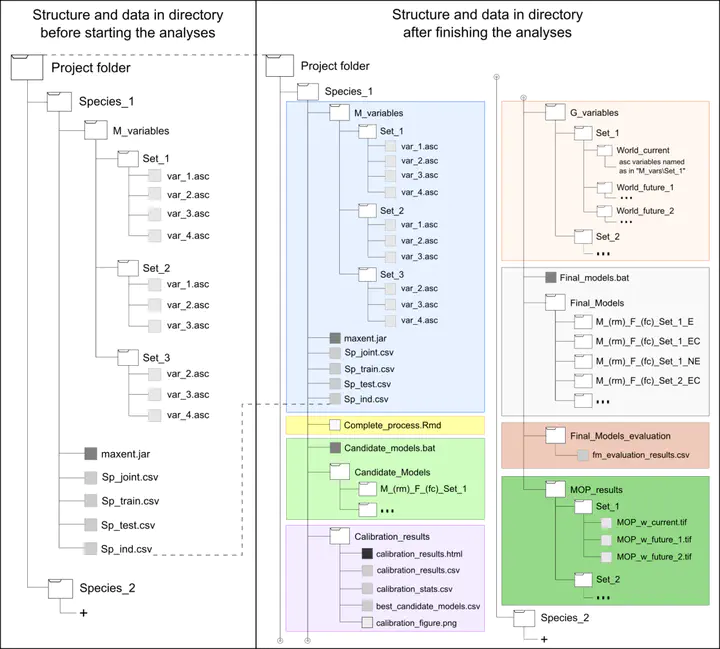 Structure and data in directory
before starting the analyses
Project folder
Species_1
M_variables
Set_1
var_1.asc
var_2.asc
var_3.asc
var_4.asc
Set_2
var_1.asc
var_2.asc
var_3.asc
Set_3
var_2.asc
var_3.asc
var_4.asc
maxent.jar
Sp_joint.csv
Sp_train.csv
Sp_test.csv
Sp_ind.csv
Species_2
+
Structure and data in directory
after finishing the analyses
Project folder
Species_1
M_variables
Set_1
var_1.asc
var_2.asc
var_3.asc
var_4.asc
Set_2
var_1.asc
var_2.asc
var_3.asc
Set_3
var_2.asc
var_3.asc
var_4.asc
maxent.jar
Sp_joint.csv
Sp_train.csv
Sp_test.csv
Sp_ind.csv
Complete_process.Rmd
Candidate_models.bat
Candidate_Models
M_(rm)_F_(fc)_Set_1
...
Calibration_results
calibration_results.html
calibration_results.csv
calibration_stats.csv
best_candidate_models.csv
calibration_figure.png
G_variables
Set_1
World_current
asc variables named
as in "M_vars\Set_1"
World_future_1
...
World_future_2
...
Set_2
...
Final_models.bat
Final_Models
M_(rm)_F_(fc)_Set_1_E
M_(rm)_F_(fc)_Set_1_EC
M_(rm)_F_(fc)_Set_1_NE
M_(rm)_F_(fc)_Set_2_EC
...
Final_Models_evaluation
fm_evaluation_results.csv
MOP_results
Set_1
MOP_w_current.tif
MOP_w_future_1.tif
MOP_w_future_2.tif
Set_2
...
Species_2
+